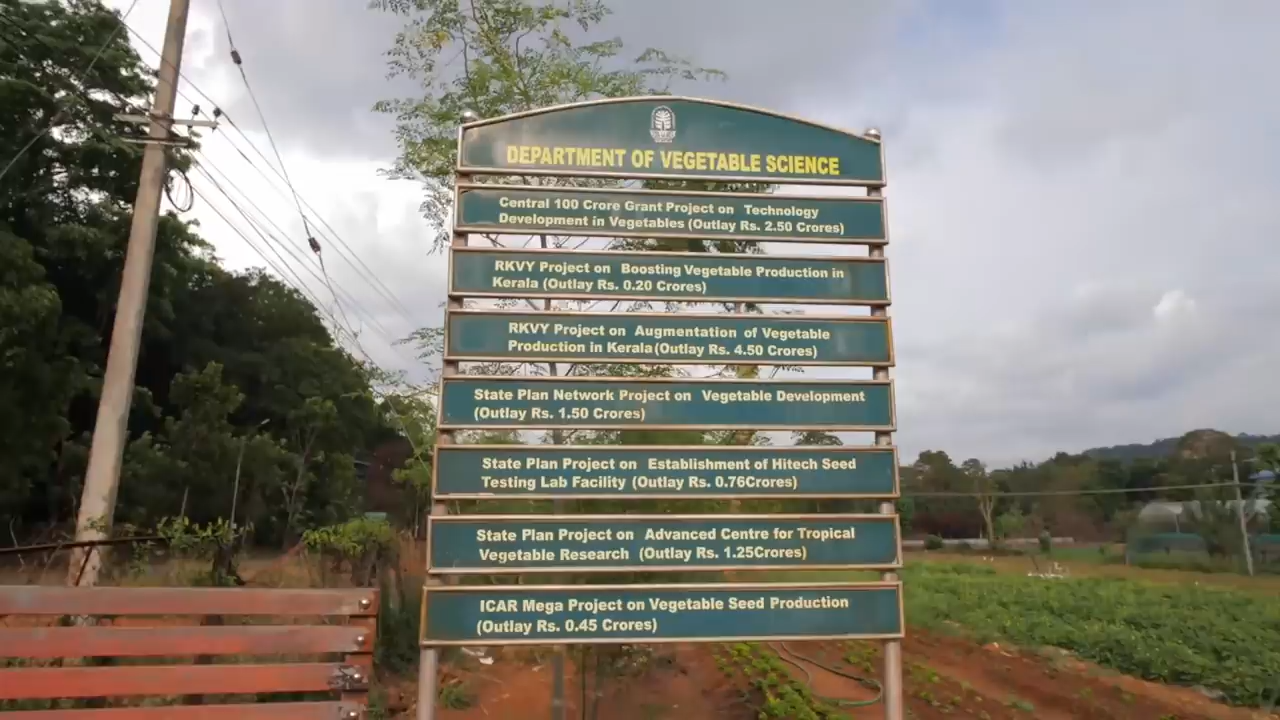 DEPARTMENT OF VEGETABLE SCIENCE
Central 100 Crore Grant Project on Technology
Development in Vegetables (Outlay Rs. 2.50 Crores)
RKVY Project on Boosting Vegetable Production in
Kerala (Outlay Rs. 0.20 Crores)
RKVY Project on Augmentation of Vegetable
Production in Kerala (Outlay Rs. 4.50 Crores)
State Plan Network Project on Vegetable Development
(Outlay Rs. 1.50 Crores)
State Plan Project on Establishment of Hitech Seed
Testing Lab Facility (Outlay Rs. 0.76Crores)
State Plan Project on Advanced Centre for Tropical
Vegetable Research (Outlay Rs. 1.25Crores)
ICAR Mega Project on Vegetable Seed Production
(Outlay Rs. 0.45 Crores)